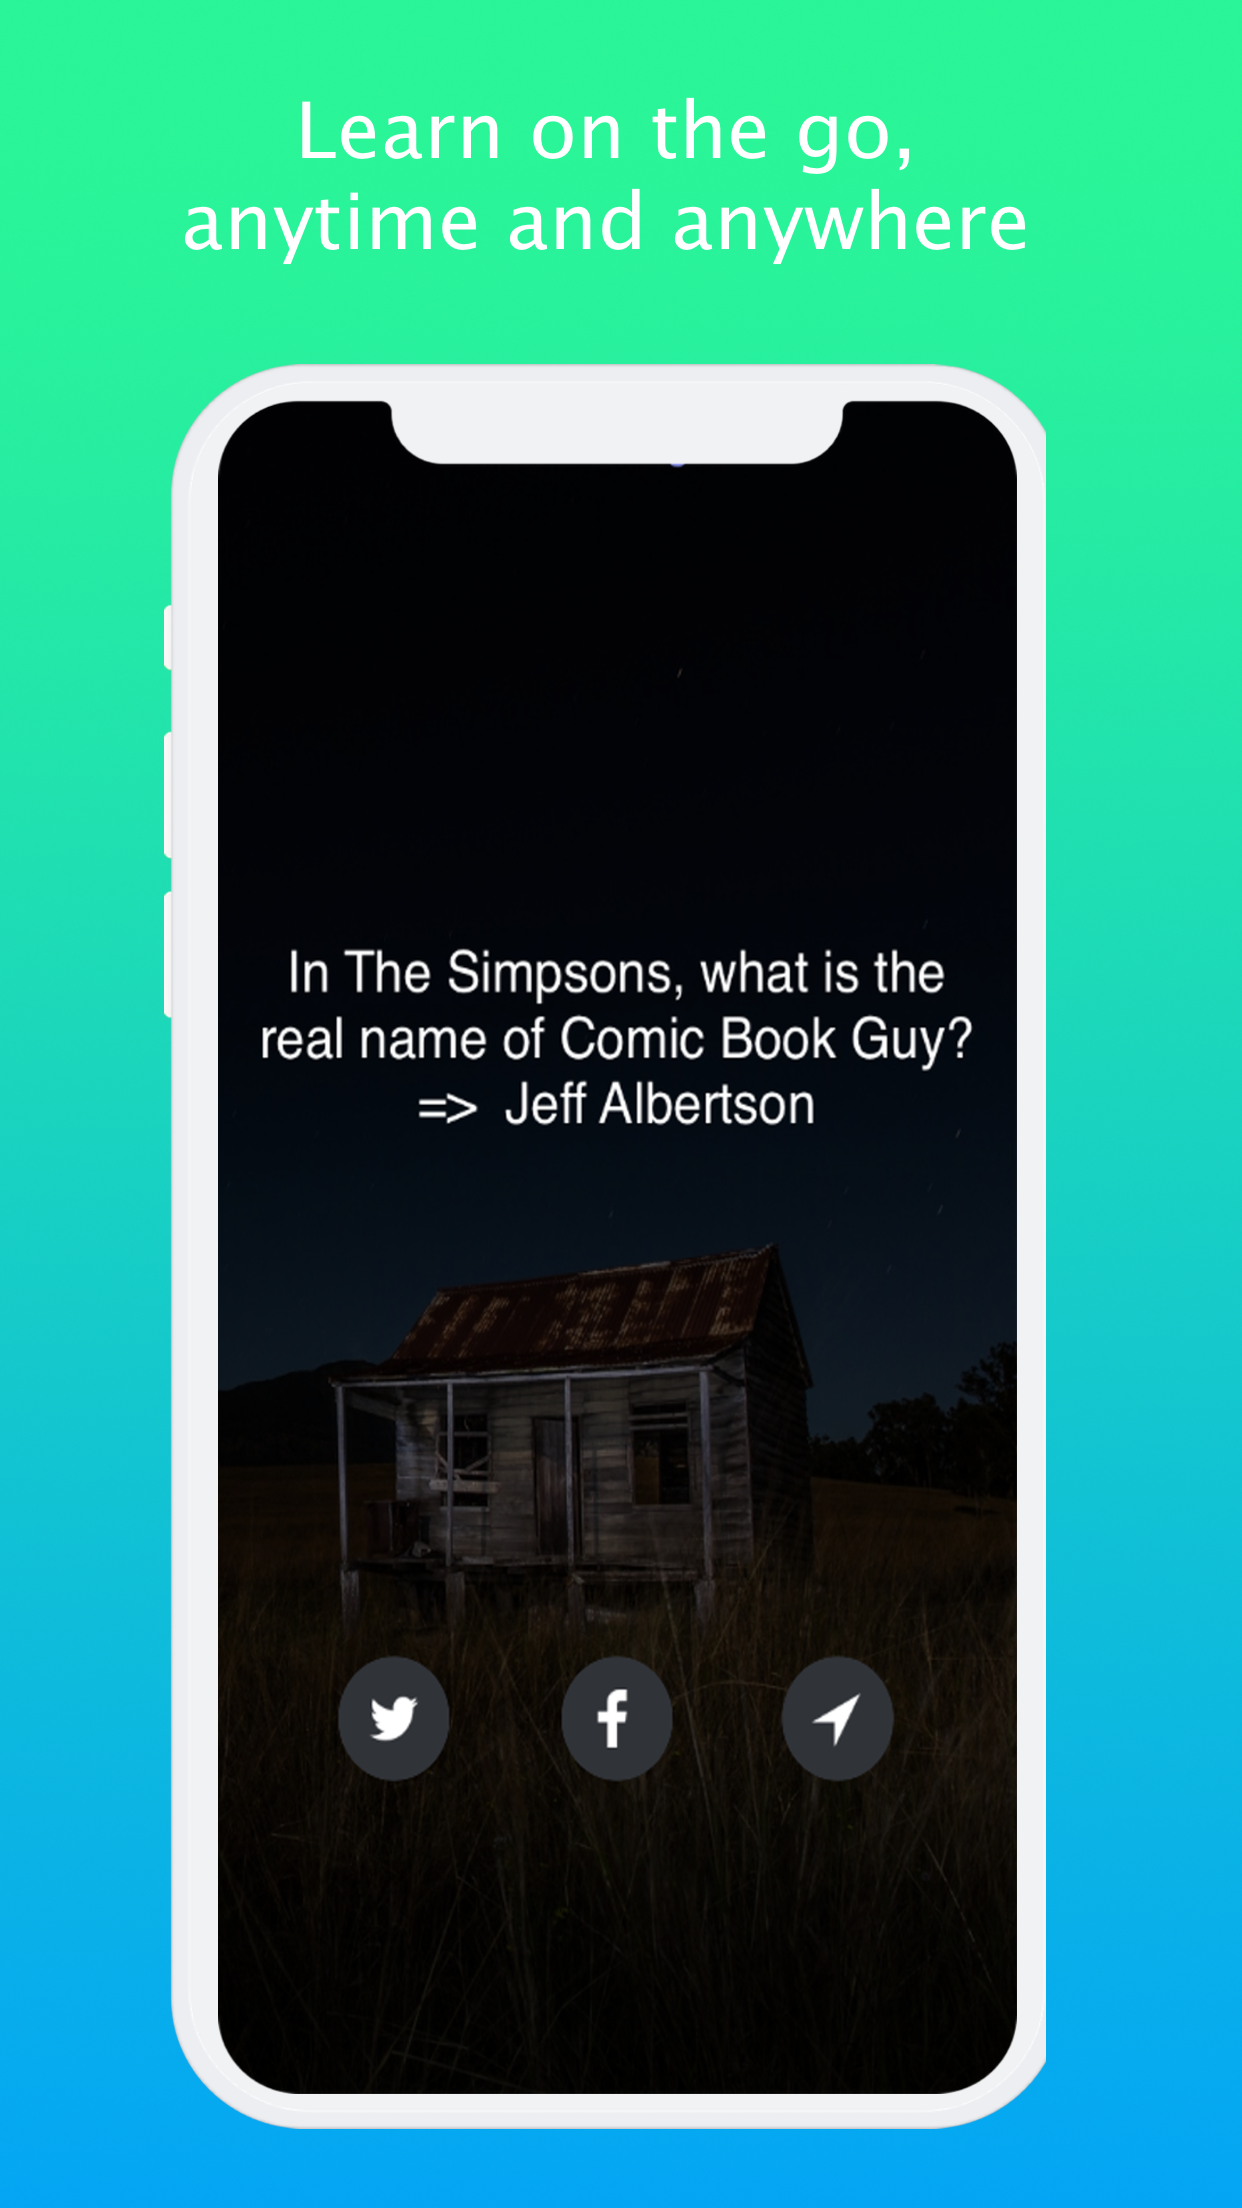 Learn on the go,
anytime and anywhere
In The Simpsons, what is the
real name of Comic Book Guy?
=> Jeff Albertson